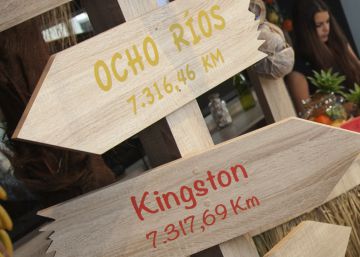 OCHO RÍOS
7.316,46 KM
Kingston
7.317,69 Km